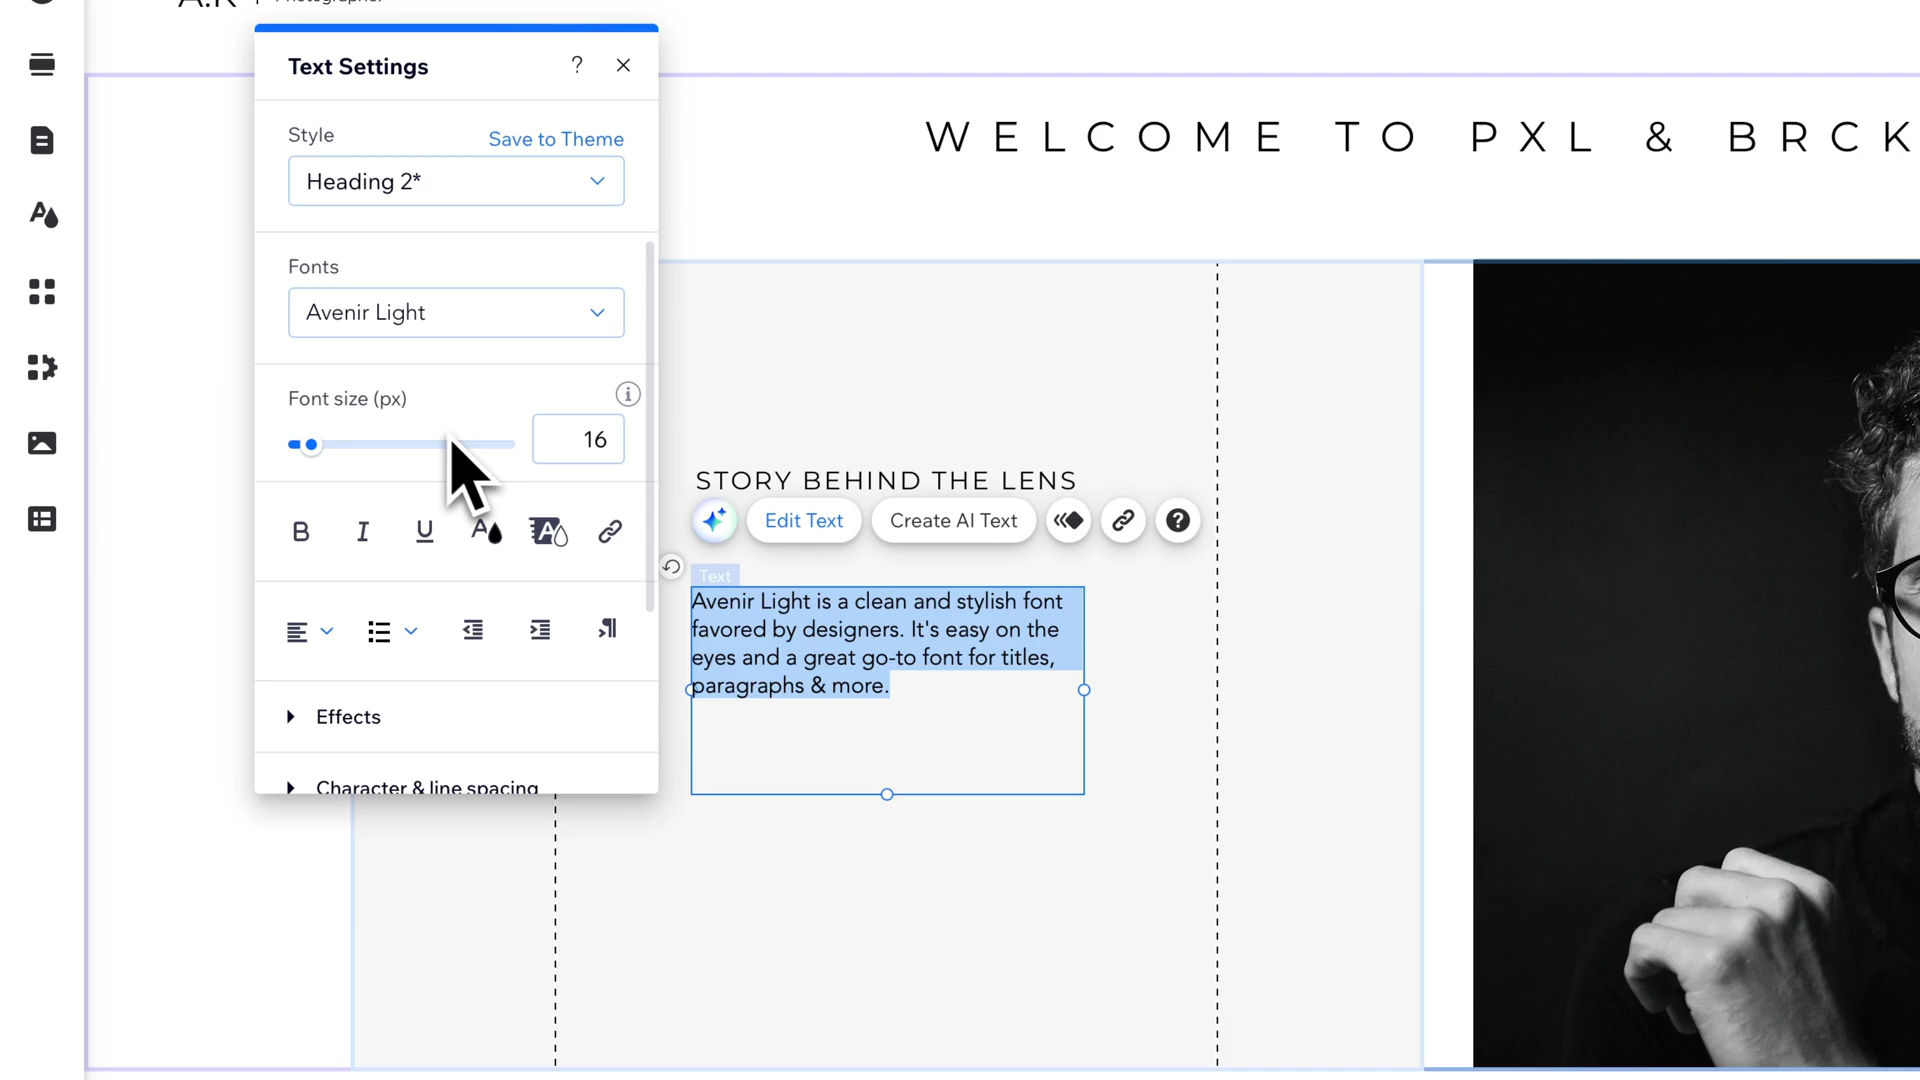 A.K | Photographer
Text Settings
?
Style
Save to Theme
Heading 2*
Fonts
Avenir Light
Font size (px)
i
16
B I U A A
Effects
Character & line spacing
WELCOME TO PXL & BRCK
STORY BEHIND THE LENS
Edit Text
Create AI Text
?
Text
Avenir Light is a clean and stylish font
favored by designers. It's easy on the
eyes and a great go-to font for titles,
paragraphs & more.